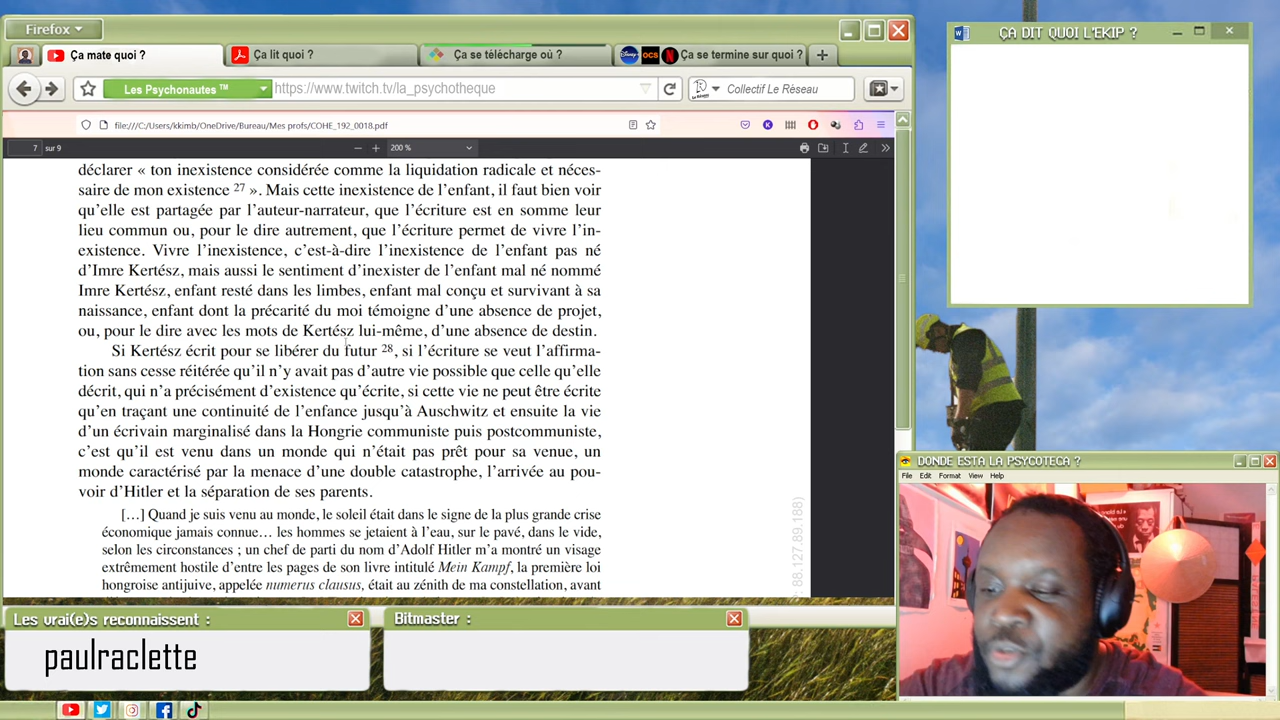 Firefox
Ça mate quoi ?
Ça lit quoi ?
Ça se télécharge où ?
Ça se termine sur quoi ?
Les Psychonautes ™
https://www.twitch.tv/la_psychotheque
Collectif Le Réseau
file:///C:/Users/kkimb/OneDrive/Bureau/Mes profs/COHE_192_0018.pdf
7 sur 9
200 %
déclarer « ton inexistence considérée comme la liquidation radicale et néces-
saire de mon existence 27 ». Mais cette inexistence de l'enfant, il faut bien voir
qu'elle est partagée par l'auteur-narrateur, que l'écriture est en somme leur
lieu commun ou, pour le dire autrement, que l'écriture permet de vivre l'in-
existence. Vivre l'inexistence, c'est-à-dire l'inexistence de l'enfant pas né
d'Imre Kertész, mais aussi le sentiment d'inexister de l'enfant mal né nommé
Imre Kertész, enfant resté dans les limbes, enfant mal conçu et survivant à sa
naissance, enfant dont la précarité du moi témoigne d'une absence de projet,
ou, pour le dire avec les mots de Kertész lui-même, d'une absence de destin.
Si Kertész écrit pour se libérer du futur 28, si l'écriture se veut l'affirma-
tion sans cesse réitérée qu'il n'y avait pas d'autre vie possible que celle qu'elle
décrit, qui n'a précisément d'existence qu'écrite, si cette vie ne peut être écrite
qu'en traçant une continuité de l'enfance jusqu'à Auschwitz et ensuite la vie
d'un écrivain marginalisé dans la Hongrie communiste puis postcommuniste,
c'est qu'il est venu dans un monde qui n'était pas prêt pour sa venue, un
monde caractérisé par la menace d'une double catastrophe, l'arrivée au pou-
voir d'Hitler et la séparation de ses parents.
[…] Quand je suis venu au monde, le soleil était dans le signe de la plus grande crise
économique jamais connue… les hommes se jetaient à l'eau, sur le pavé, dans le vide,
selon les circonstances ; un chef de parti du nom d'Adolf Hitler m'a montré un visage
extrêmement hostile d'entre les pages de son livre intitulé Mein Kampf, la première loi
hongroise antijuive, appelée numerus clausus, était au zénith de ma constellation, avant
: 88.127.89.188)
ÇA DIT QUOI L'EKIP ?
DONDE ESTA LA PSYCOTECA ?
File Edit Format View Help
Les vrai(e)s reconnaissent :
paulraclette
Bitmaster :